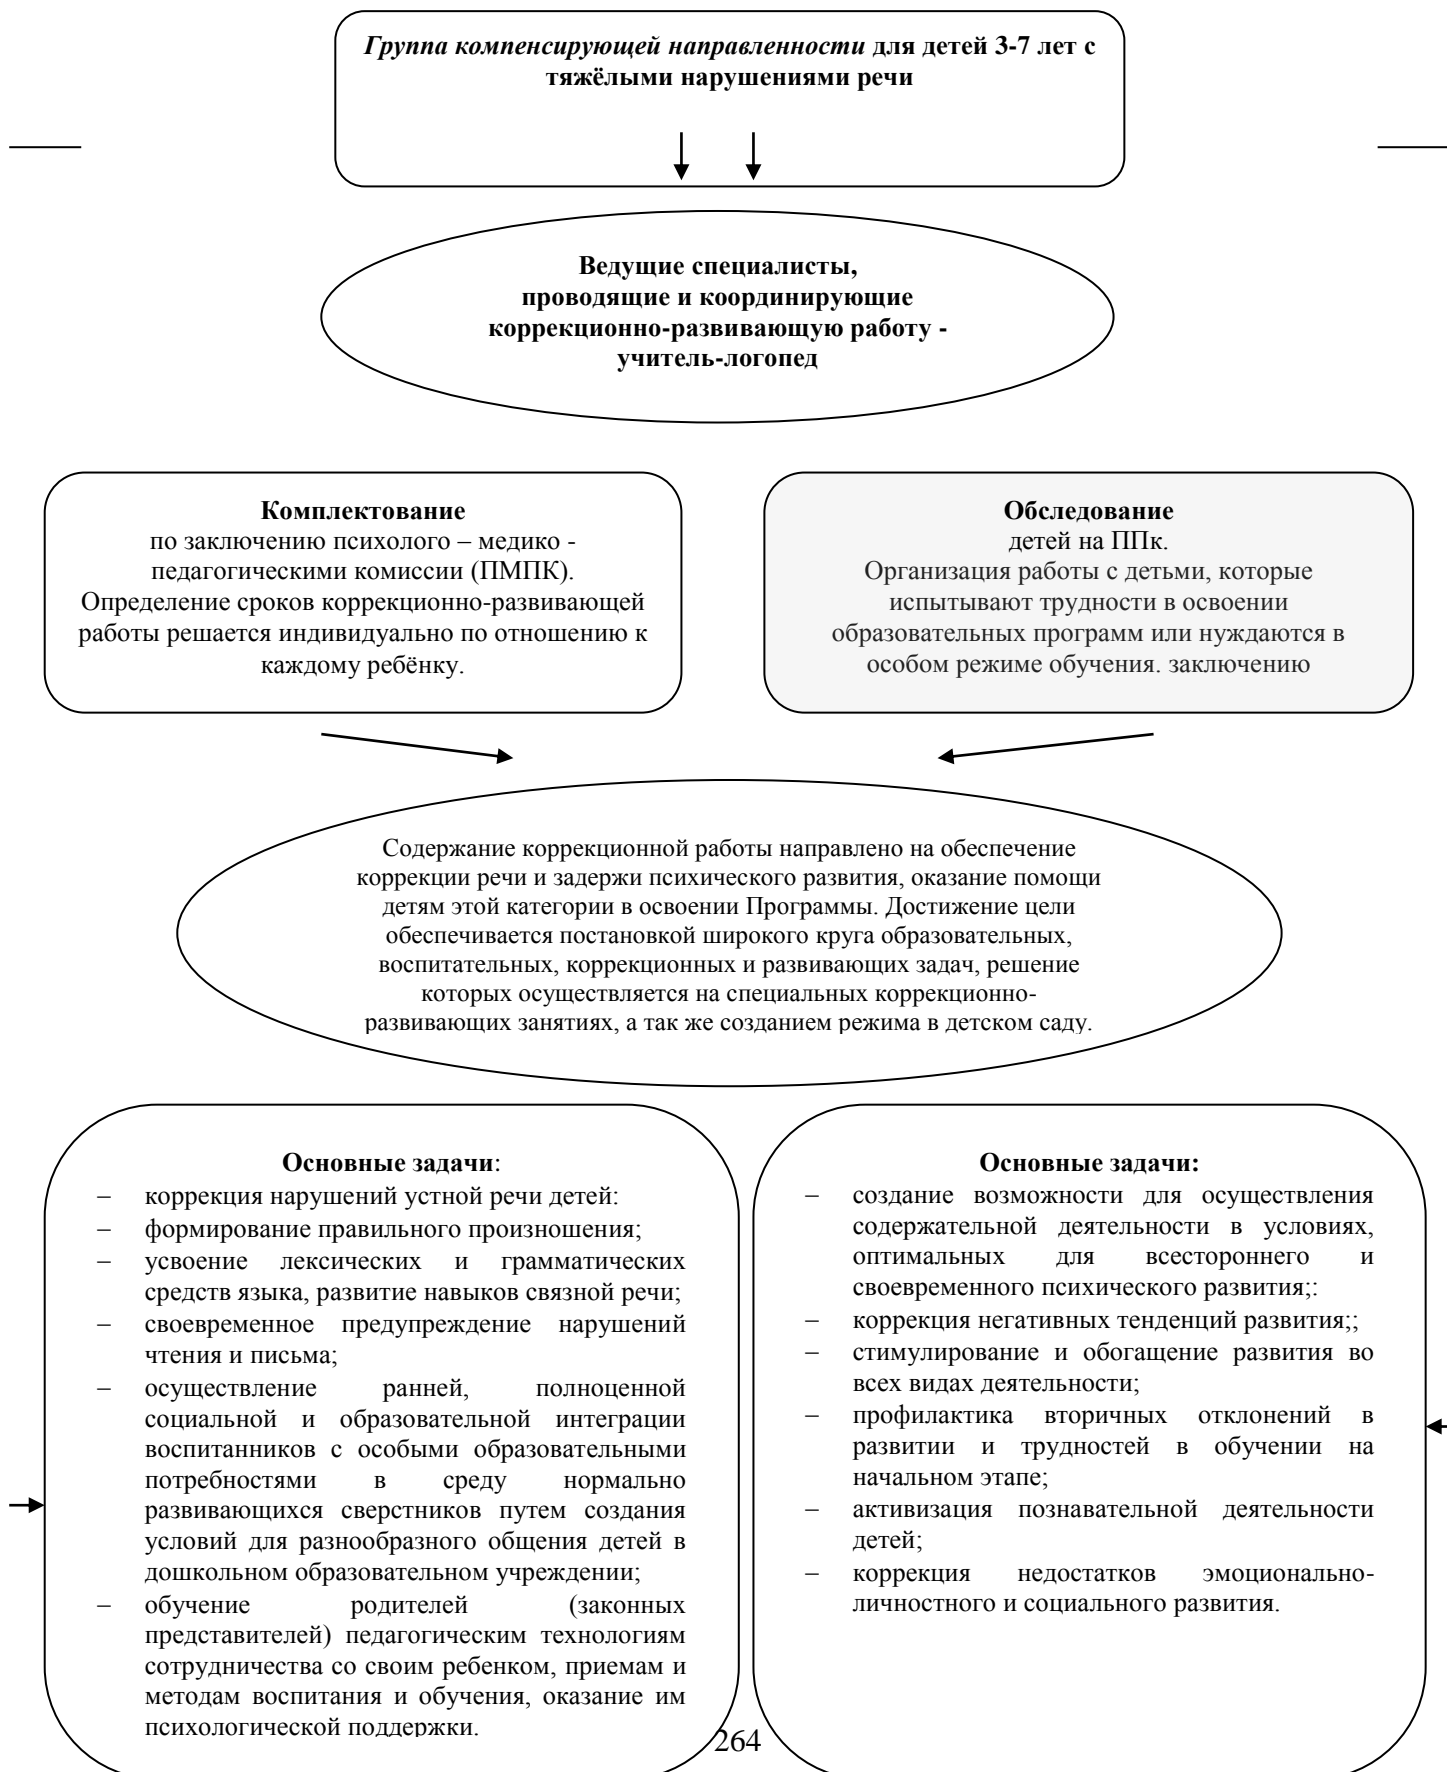 Группа компенсирующей направленности для детей 3-7 лет с
тяжёлыми нарушениями речи
Ведущие специалисты,
проводящие и координирующие
коррекционно-развивающую работу -
учитель-логопед
Комплектование
по заключению психолого – медико -
педагогическими комиссии (ПМПК).
Определение сроков коррекционно-развивающей
работы решается индивидуально по отношению к
каждому ребёнку.
Обследование
детей на ППк.
Организация работы с детьми, которые
испытывают трудности в освоении
образовательных программ или нуждаются в
особом режиме обучения. заключению
Содержание коррекционной работы направлено на обеспечение
коррекции речи и задержи психического развития, оказание помощи
детям этой категории в освоении Программы. Достижение цели
обеспечивается постановкой широкого круга образовательных,
воспитательных, коррекционных и развивающих задач, решение
которых осуществляется на специальных коррекционно-
развивающих занятиях, а так же созданием режима в детском саду.
Основные задачи:
– коррекция нарушений устной речи детей:
– формирование правильного произношения;
– усвоение лексических и грамматических
средств языка, развитие навыков связной речи;
– своевременное предупреждение нарушений
чтения и письма;
– осуществление ранней, полноценной
социальной и образовательной интеграции
воспитанников с особыми образовательными
потребностями в среду нормально
развивающихся сверстников путем создания
условий для разнообразного общения детей в
дошкольном образовательном учреждении;
– обучение родителей (законных
представителей) педагогическим технологиям
сотрудничества со своим ребенком, приемам и
методам воспитания и обучения, оказание им
психологической поддержки.
Основные задачи:
– создание возможности для осуществления
содержательной деятельности в условиях,
оптимальных для всестороннего и
своевременного психического развития;:
– коррекция негативных тенденций развития;;
– стимулирование и обогащение развития во
всех видах деятельности;
– профилактика вторичных отклонений в
развитии и трудностей в обучении на
начальном этапе;
– активизация познавательной деятельности
детей;
– коррекция недостатков эмоционально-
личностного и социального развития.
264